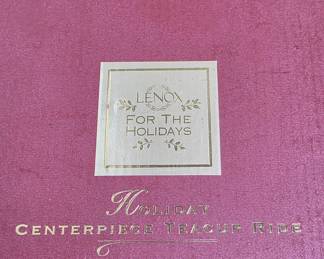 LENOX
FOR THE
HOLIDAYS
HOLIDAY
CENTERPIECE TEACUP RIDE